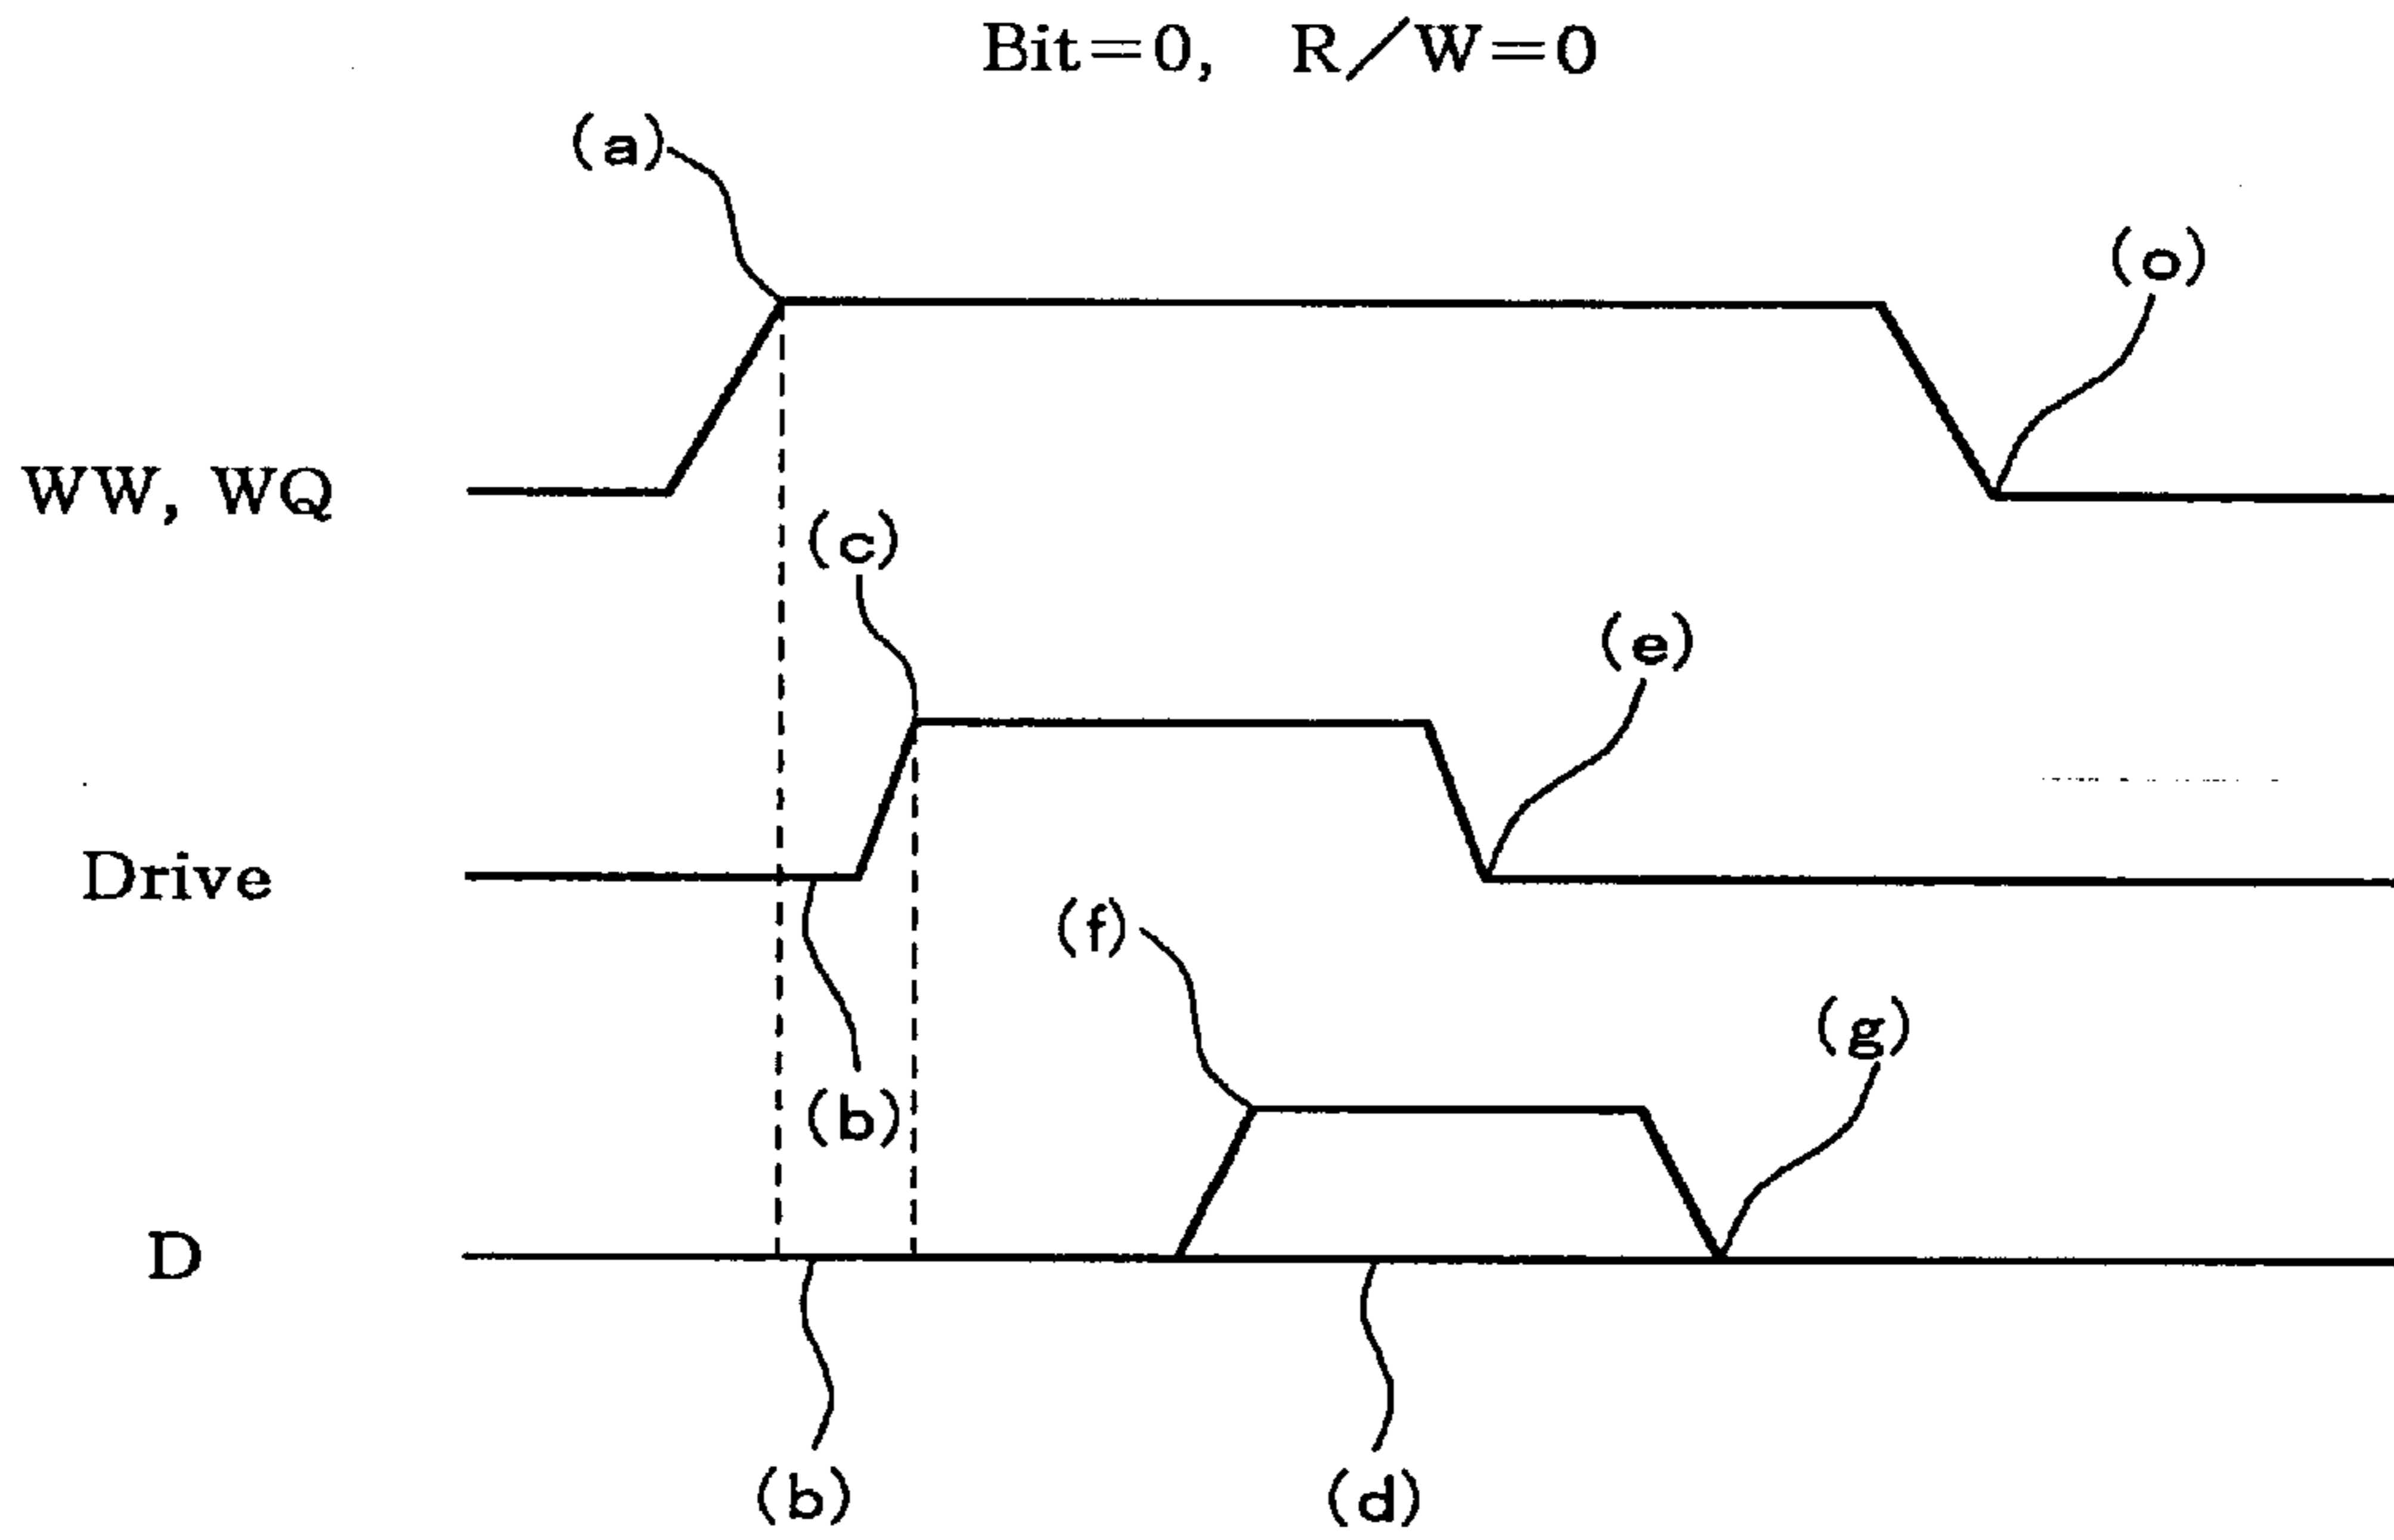 Bit=0, R/W=0
(a)
(o)
WW, WQ
(c)
(e)
Drive
(f)
(g)
(b)
D
(b)
(d)